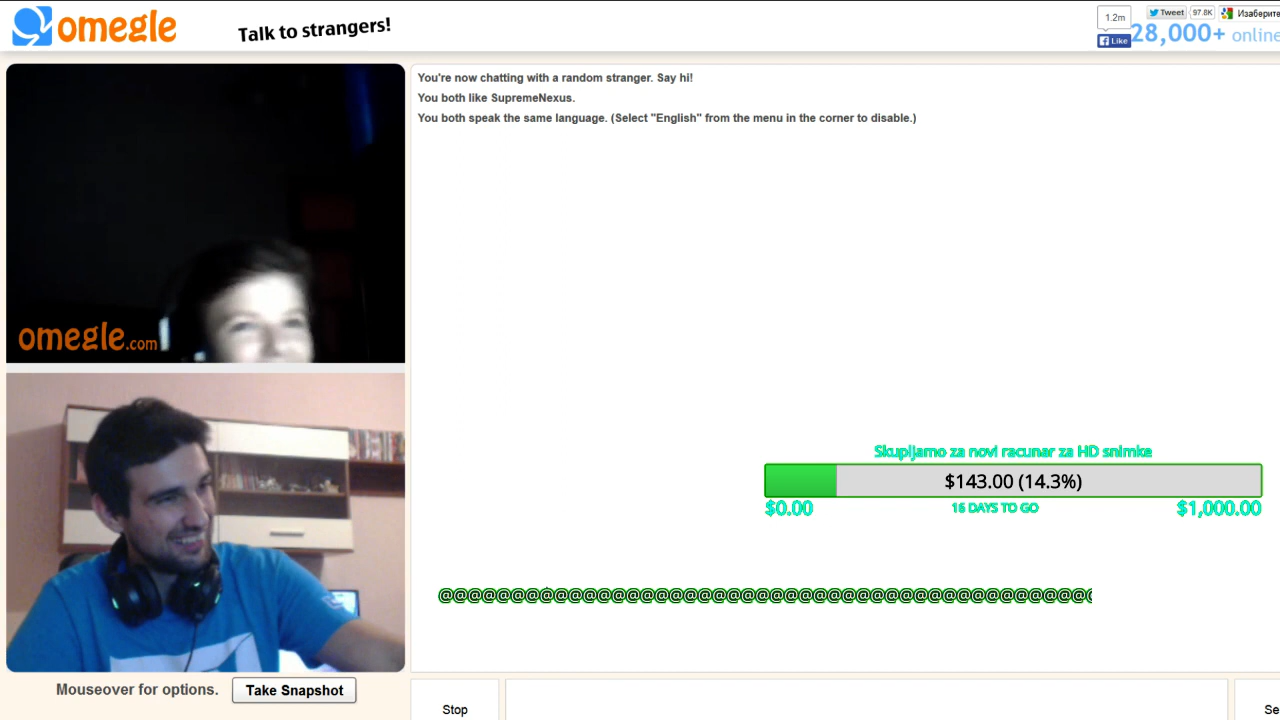 omegle
Talk to strangers!
1.2m
Like
Tweet
97.8K
Изаберите
28,000+ online
You're now chatting with a random stranger. Say hi!
You both like SupremeNexus.
You both speak the same language. (Select "English" from the menu in the corner to disable.)
omegle.com
Skupljamo za novi racunar za HD snimke
$143.00 (14.3%)
$0.00
16 DAYS TO GO
$1,000.00
@@@@@@@@@@@@@@@@@@@@@@@@@@@@@@@@@@@@@@@@@@@@@
Mouseover for options.
Take Snapshot
Stop
Se